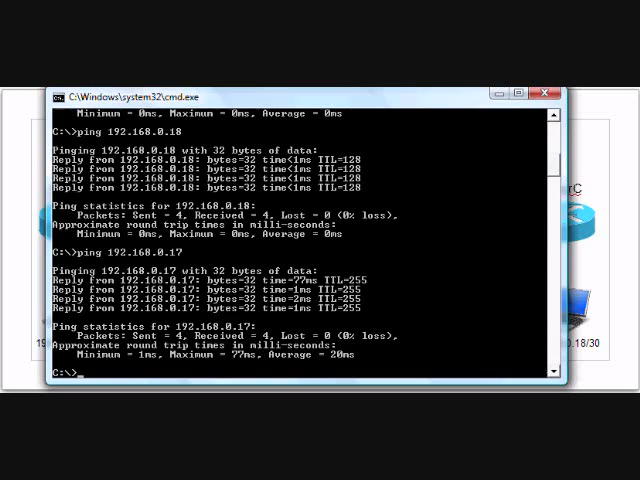 C:\Windows\system32\cmd.exe
Minimum = 0ms, Maximum = 0ms, Average = 0ms
C:\>ping 192.168.0.18
Pinging 192.168.0.18 with 32 bytes of data:
Reply from 192.168.0.18: bytes=32 time<1ms TTL=128
Reply from 192.168.0.18: bytes=32 time<1ms TTL=128
Reply from 192.168.0.18: bytes=32 time<1ms TTL=128
Reply from 192.168.0.18: bytes=32 time<1ms TTL=128
Ping statistics for 192.168.0.18:
Packets: Sent = 4, Received = 4, Lost = 0 (0% loss),
Approximate round trip times in milli-seconds:
Minimum = 0ms, Maximum = 0ms, Average = 0ms
C:\>ping 192.168.0.17
Pinging 192.168.0.17 with 32 bytes of data:
Reply from 192.168.0.17: bytes=32 time=77ms TTL=255
Reply from 192.168.0.17: bytes=32 time=1ms TTL=255
Reply from 192.168.0.17: bytes=32 time=2ms TTL=255
Reply from 192.168.0.17: bytes=32 time=1ms TTL=255
Ping statistics for 192.168.0.17:
Packets: Sent = 4, Received = 4, Lost = 0 (0% loss),
Approximate round trip times in milli-seconds:
Minimum = 1ms, Maximum = 77ms, Average = 20ms
C:\>_
rC
19
0.18/30